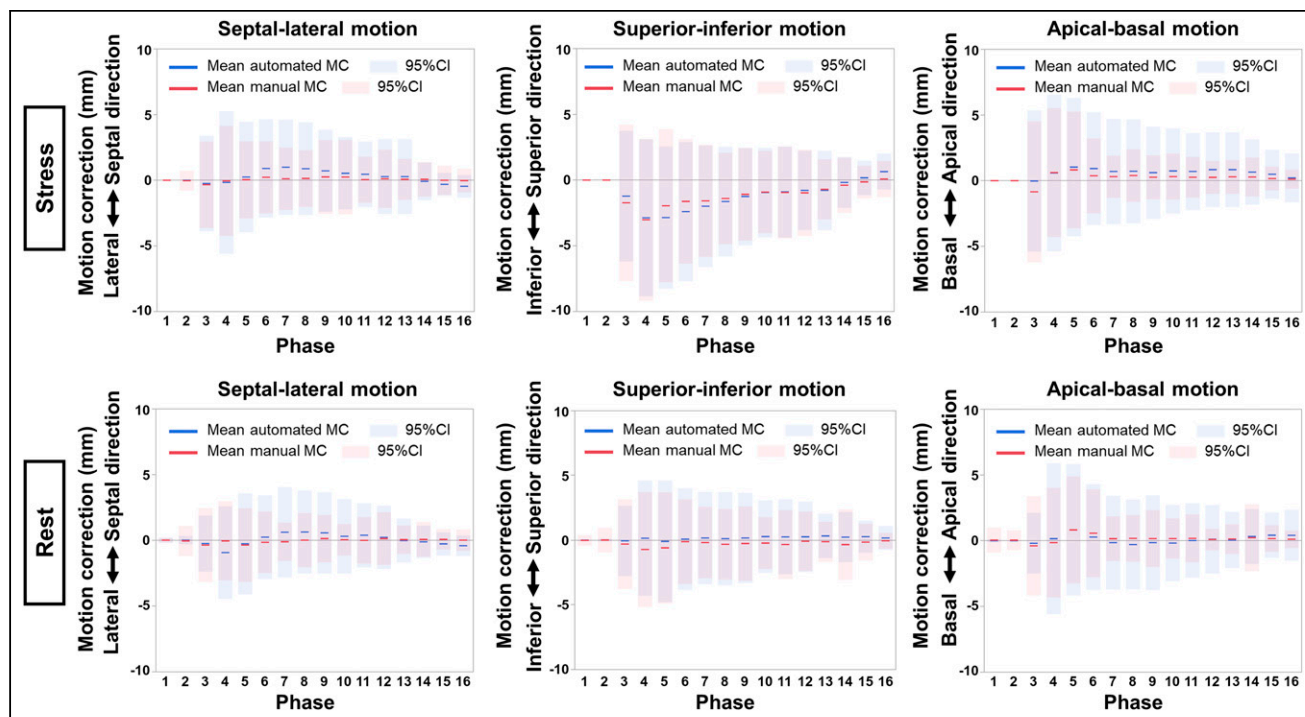 Stress
Septal-lateral motion
Motion correction (mm)
Lateral ↔ Septal direction
Mean automated MC 95%CI
Mean manual MC 95%CI
10
5
0
-5
-10
1 2 3 4 5 6 7 8 9 10 11 12 13 14 15 16
Phase
Superior-inferior motion
Motion correction (mm)
Inferior ↔ Superior direction
Mean automated MC 95%CI
Mean manual MC 95%CI
10
5
0
-5
-10
1 2 3 4 5 6 7 8 9 10 11 12 13 14 15 16
Phase
Apical-basal motion
Motion correction (mm)
Basal ↔ Apical direction
Mean automated MC 95%CI
Mean manual MC 95%CI
10
5
0
-5
-10
1 2 3 4 5 6 7 8 9 10 11 12 13 14 15 16
Phase
Rest
Septal-lateral motion
Motion correction (mm)
Lateral ↔ Septal direction
Mean automated MC 95%CI
Mean manual MC 95%CI
10
5
0
-5
-10
1 2 3 4 5 6 7 8 9 10 11 12 13 14 15 16
Phase
Superior-inferior motion
Motion correction (mm)
Inferior ↔ Superior direction
Mean automated MC 95%CI
Mean manual MC 95%CI
10
5
0
-5
-10
1 2 3 4 5 6 7 8 9 10 11 12 13 14 15 16
Phase
Apical-basal motion
Motion correction (mm)
Basal ↔ Apical direction
Mean automated MC 95%CI
Mean manual MC 95%CI
10
5
0
-5
-10
1 2 3 4 5 6 7 8 9 10 11 12 13 14 15 16
Phase